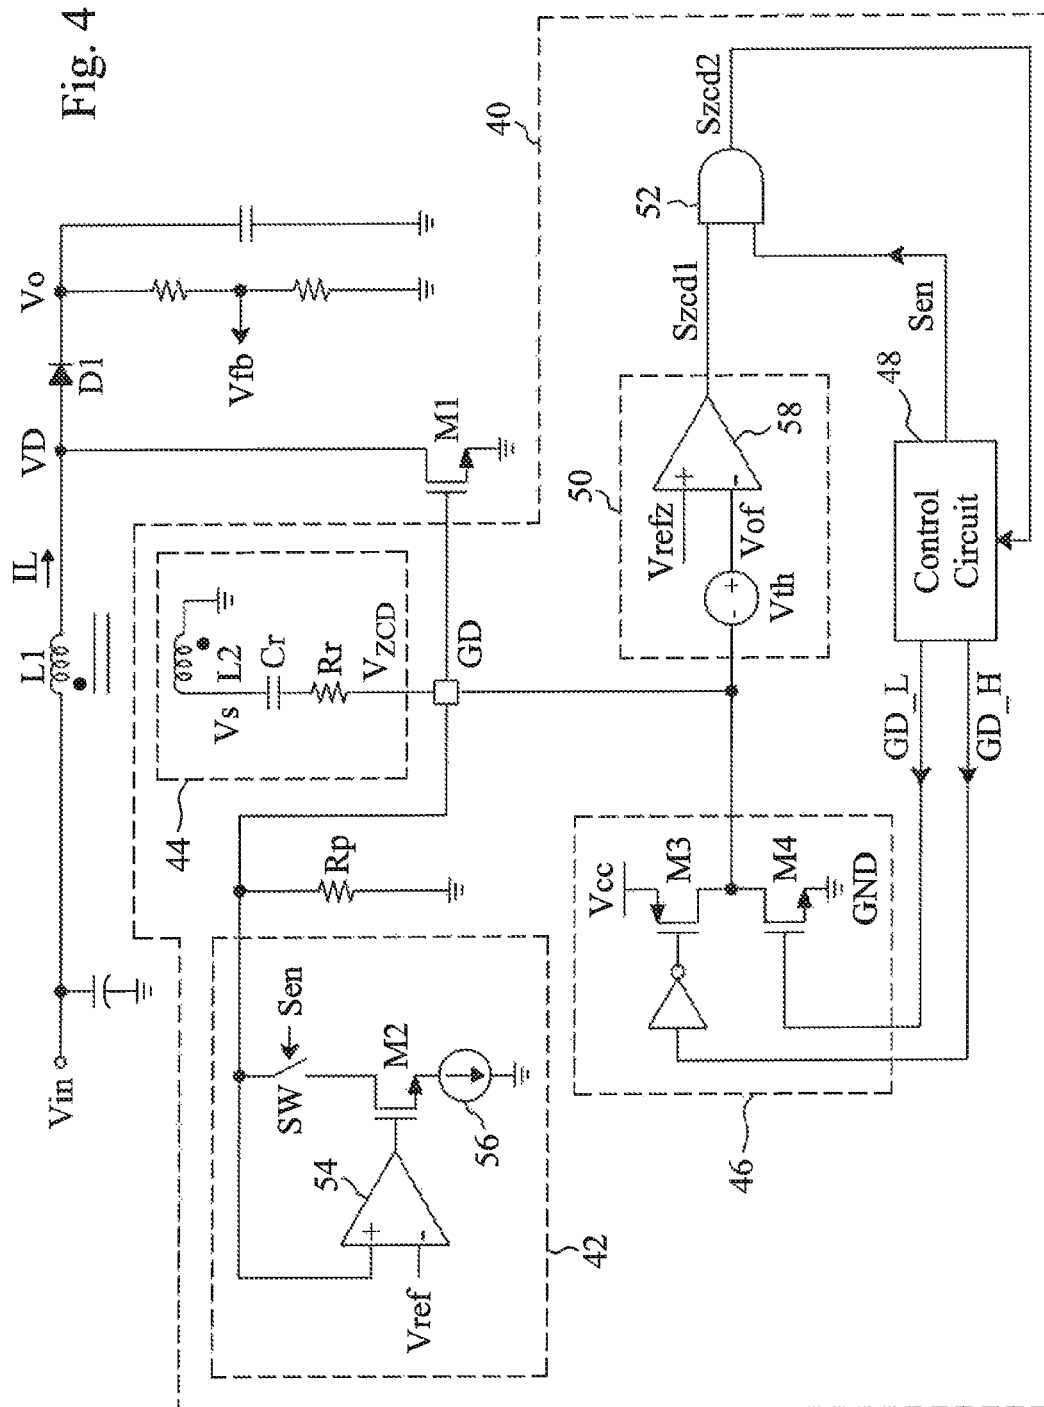 Fig. 4
Vin
L1
IL
VD
D1
Vo
Vfb
M1
40
44
L2
Vs
Cr
Rr
VZCD
GD
Rp
42
SW
Sen
M2
54
56
Vref
50
Vrefz
+
-
58
Vof
Vth
+
-
Szcd1
52
Szcd2
Sen
48
Control
Circuit
GD_L
GD_H
46
Vcc
M3
M4
GND
+
-